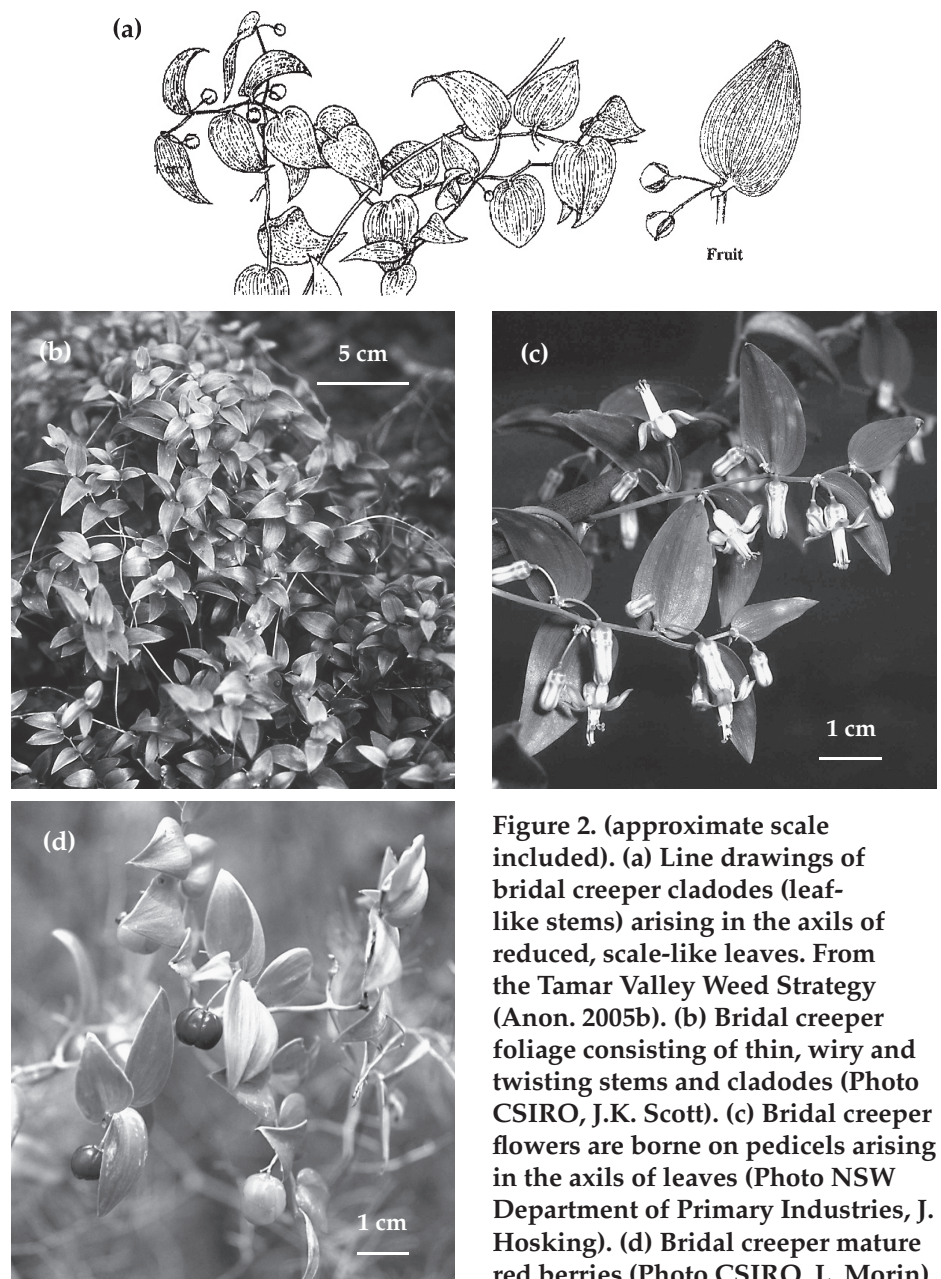 (a)
Fruit
(b)
5 cm
(c)
1 cm
(d)
1 cm
Figure 2. (approximate scale
included). (a) Line drawings of
bridal creeper cladodes (leaf-
like stems) arising in the axils of
reduced, scale-like leaves. From
the Tamar Valley Weed Strategy
(Anon. 2005b). (b) Bridal creeper
foliage consisting of thin, wiry and
twisting stems and cladodes (Photo
CSIRO, J.K. Scott). (c) Bridal creeper
flowers are borne on pedicels arising
in the axils of leaves (Photo NSW
Department of Primary Industries, J.
Hosking). (d) Bridal creeper mature
red berries (Photo CSIRO, L. Morin)